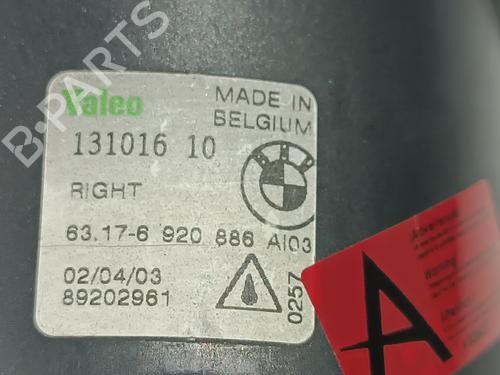 Valeo
MADE IN
BELGIUM
131016 10
RIGHT
63.17-6 920 886 AI03
02/04/03
89202961
0257
A
B-PARTS